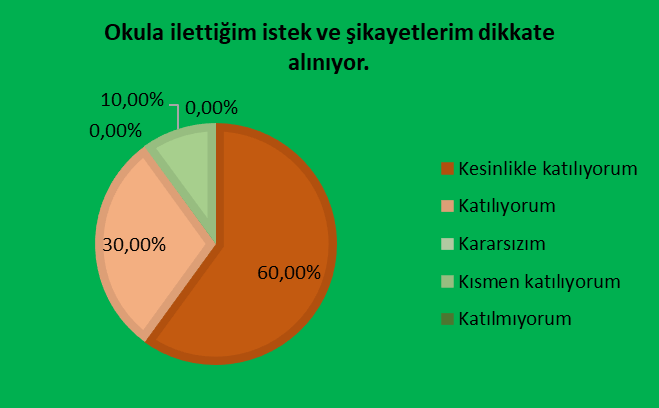 Okula ilettiğim istek ve şikayetlerim dikkate
alınıyor.
10,00%
0,00%
0,00%
30,00%
60,00%
Kesinlikle katılıyorum
Katılıyorum
Kararsızım
Kısmen katılıyorum
Katılmıyorum